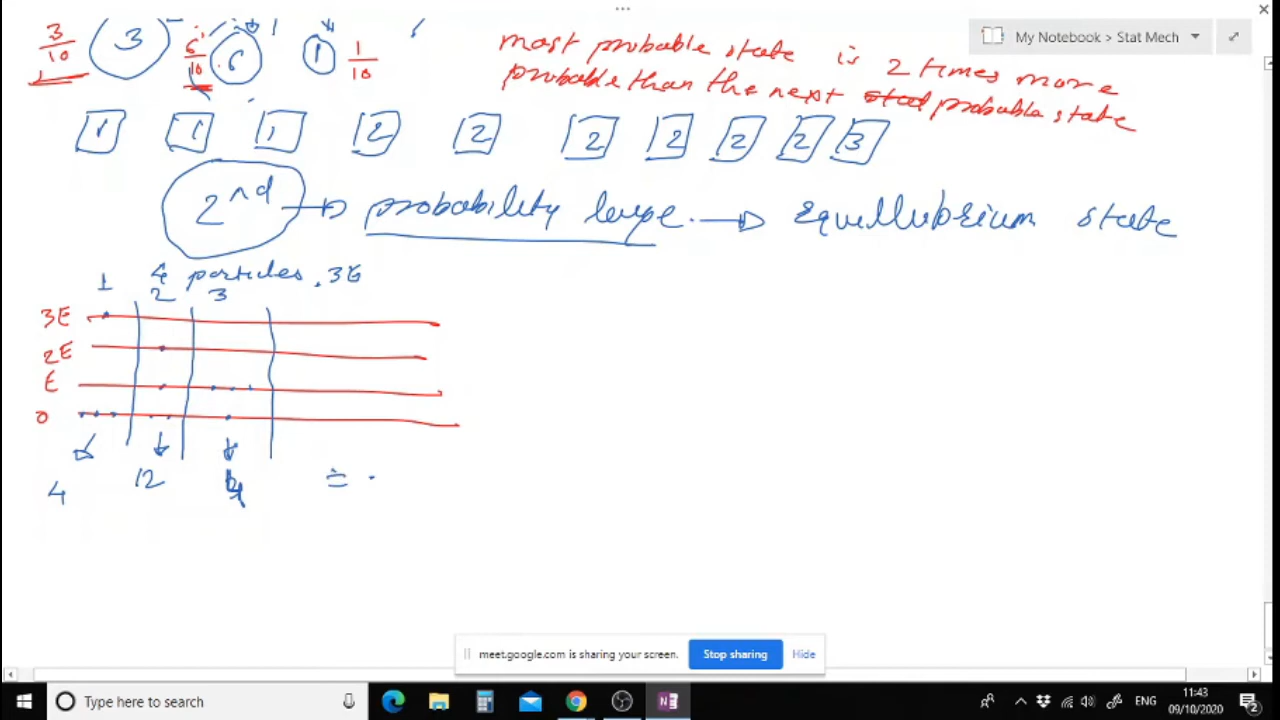 My Notebook > Stat Mech
3/10 3 6/10 6 1 1/10
most probable state is 2 times more
probable than the next probable state
1 1 1 2 2 2 2 2 2 3
2nd → probability large. → Equillubrium state
4 particles, 3E
1 2 3
3E
2E
E
0
4 12 4 =
meet.google.com is sharing your screen. Stop sharing Hide
Type here to search
ENG
11:43
09/10/2020
2